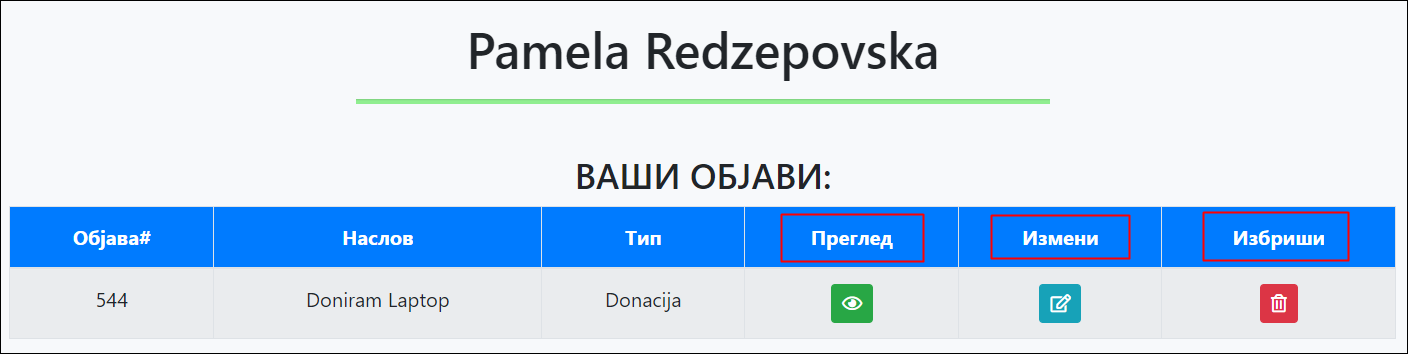 Pamela Redzepovska
ВАШИ ОБЈАВИ:
Објава# Наслов Тип Преглед Измени Избриши
544 Doniram Laptop Donacija